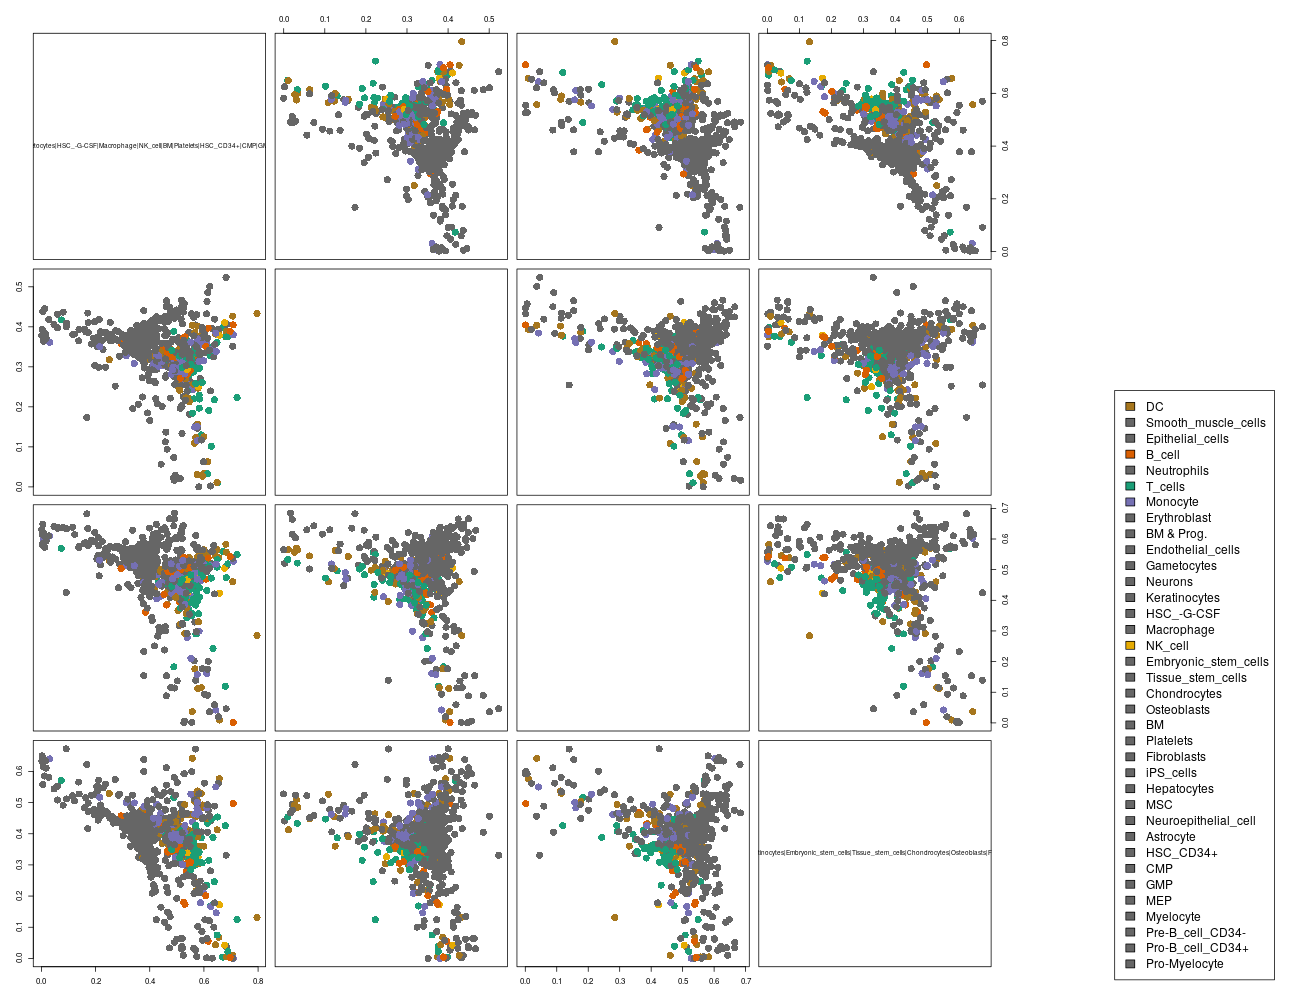 0.0 0.1 0.2 0.3 0.4 0.5
0.0 0.1 0.2 0.3 0.4 0.5 0.6
0.0 0.2 0.4 0.6 0.8
tocytes|HSC_-G-CSF|Macrophage|NK_cell|BM|Platelets|HSC_CD34+|CMP|GM
0.0 0.1 0.2 0.3 0.4 0.5
0.0 0.1 0.2 0.3 0.4 0.5 0.6 0.7
0.0 0.1 0.2 0.3 0.4 0.5 0.6
tinocytes|Embryonic_stem_cells|Tissue_stem_cells|Chondrocytes|Osteoblasts|F
0.0 0.2 0.4 0.6 0.8
0.0 0.1 0.2 0.3 0.4 0.5 0.6 0.7
DC
Smooth_muscle_cells
Epithelial_cells
B_cell
Neutrophils
T_cells
Monocyte
Erythroblast
BM & Prog.
Endothelial_cells
Gametocytes
Neurons
Keratinocytes
HSC_-G-CSF
Macrophage
NK_cell
Embryonic_stem_cells
Tissue_stem_cells
Chondrocytes
Osteoblasts
BM
Platelets
Fibroblasts
iPS_cells
Hepatocytes
MSC
Neuroepithelial_cell
Astrocyte
HSC_CD34+
CMP
GMP
MEP
Myelocyte
Pre-B_cell_CD34-
Pro-B_cell_CD34+
Pro-Myelocyte